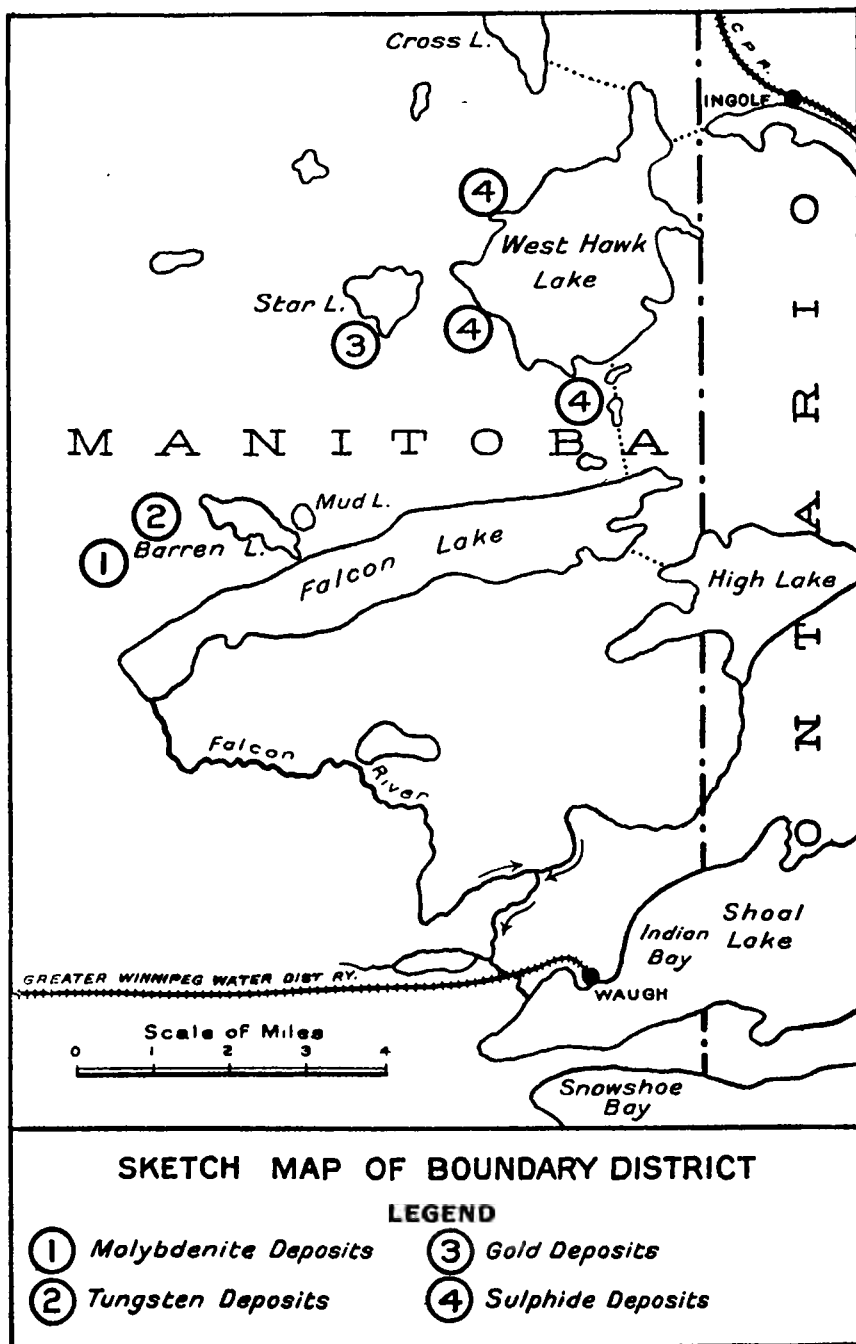 Cross L.
C. P. R.
INGOLF
4
West Hawk
Lake
Star L.
3
4
4
MANITOBA
ONTARIO
2
Mud L.
1
Barren L.
Falcon Lake
High Lake
Falcon River
Shoal
Lake
Indian
Bay
GREATER WINNIPEG WATER DIST RY.
WAUGH
Scale of Miles
0 1 2 3 4
Snowshoe
Bay
SKETCH MAP OF BOUNDARY DISTRICT
LEGEND
1 Molybdenite Deposits
3 Gold Deposits
2 Tungsten Deposits
4 Sulphide Deposits